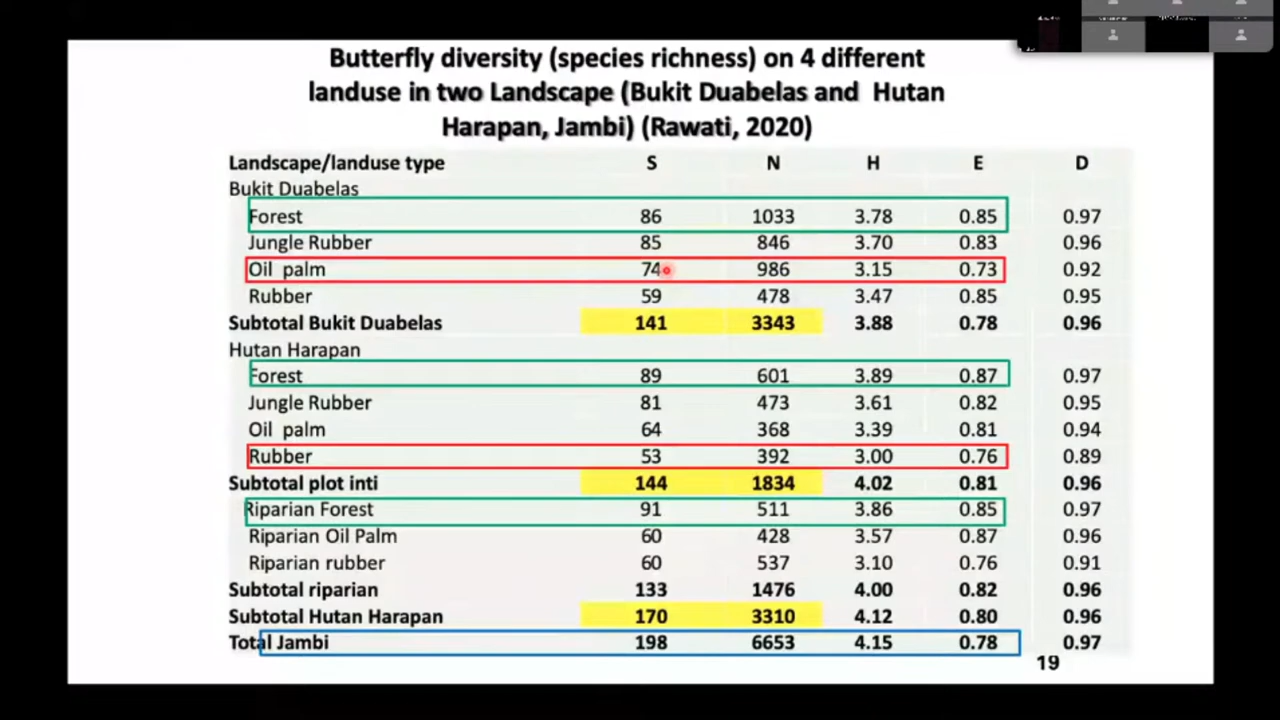 Butterfly diversity (species richness) on 4 different
landuse in two Landscape (Bukit Duabelas and Hutan
Harapan, Jambi) (Rawati, 2020)
Landscape/landuse type S N H E D
Bukit Duabelas
Forest 86 1033 3.78 0.85 0.97
Jungle Rubber 85 846 3.70 0.83 0.96
Oil palm 74 986 3.15 0.73 0.92
Rubber 59 478 3.47 0.85 0.95
Subtotal Bukit Duabelas 141 3343 3.88 0.78 0.96
Hutan Harapan
Forest 89 601 3.89 0.87 0.97
Jungle Rubber 81 473 3.61 0.82 0.95
Oil palm 64 368 3.39 0.81 0.94
Rubber 53 392 3.00 0.76 0.89
Subtotal plot inti 144 1834 4.02 0.81 0.96
Riparian Forest 91 511 3.86 0.85 0.97
Riparian Oil Palm 60 428 3.57 0.87 0.96
Riparian rubber 60 537 3.10 0.76 0.91
Subtotal riparian 133 1476 4.00 0.82 0.96
Subtotal Hutan Harapan 170 3310 4.12 0.80 0.96
Total Jambi 198 6653 4.15 0.78 0.97
19